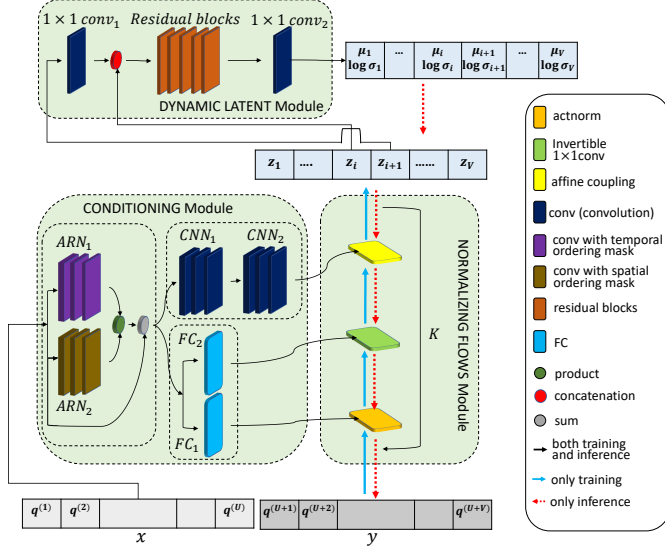 1 × 1 conv₁ Residual blocks 1 × 1 conv₂
DYNAMIC LATENT Module
μ₁ ... μᵢ μᵢ₊₁ ... μ_V
log σ₁ log σᵢ log σᵢ₊₁ log σ_V
z₁ .... zᵢ zᵢ₊₁ ...... z_V
CONDITIONING Module
ARN₁
CNN₁ CNN₂
ARN₂
FC₂
FC₁
NORMALIZING FLOWS Module
K
q⁽¹⁾ q⁽²⁾ q⁽ᵁ⁾
x
q⁽ᵁ⁺¹⁾ q⁽ᵁ⁺²⁾ q⁽ᵁ⁺ⱽ⁾
y
actnorm
Invertible
1×1conv
affine coupling
conv (convolution)
conv with temporal
ordering mask
conv with spatial
ordering mask
residual blocks
FC
product
concatenation
sum
both training
and inference
only training
only inference